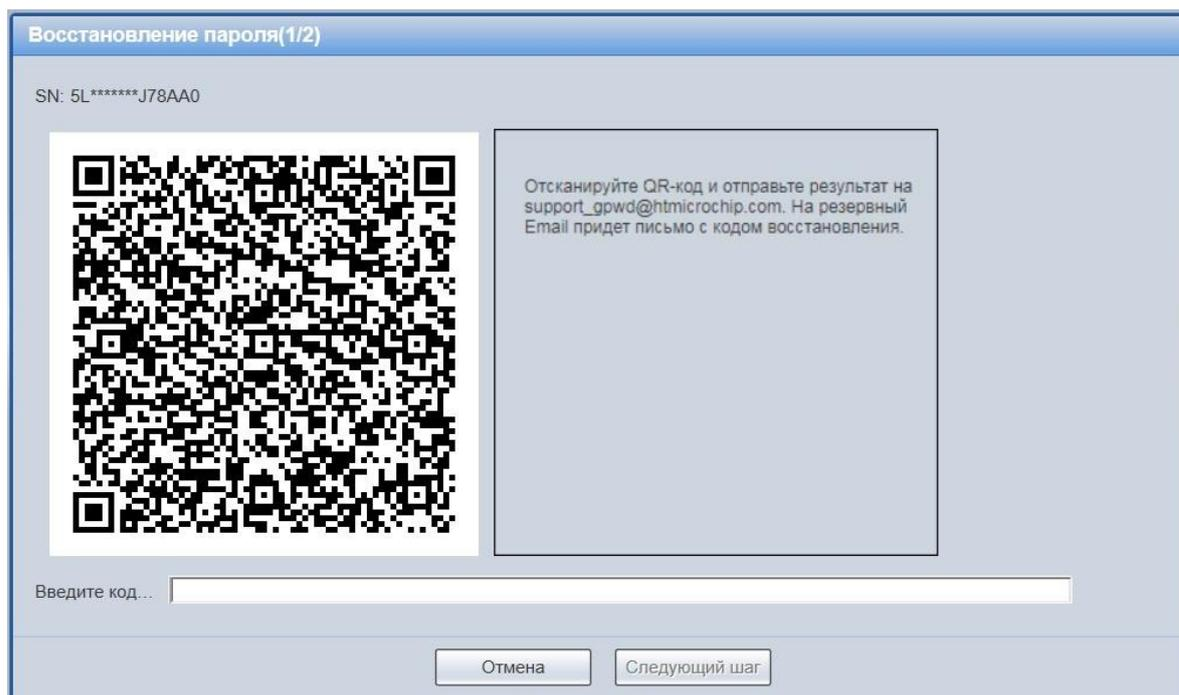 Восстановление пароля(1/2)
SN: 5L*******J78AA0
Отсканируйте QR-код и отправьте результат на
support_gpwd@htmicrochip.com. На резервный
Email придет письмо с кодом восстановления.
Введите код...
Отмена
Следующий шаг